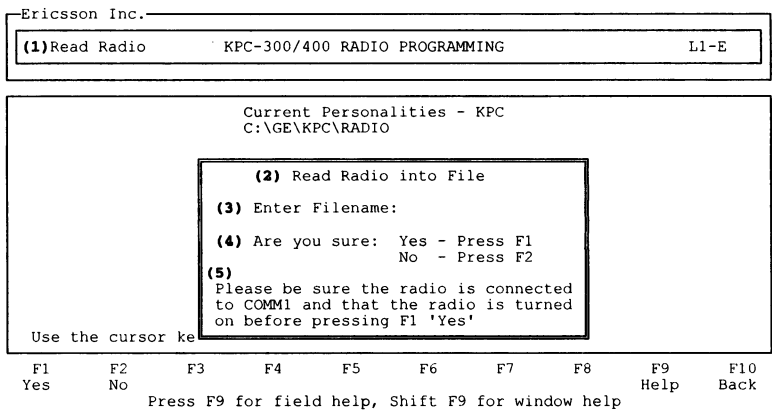 Ericsson Inc.
(1)Read Radio KPC-300/400 RADIO PROGRAMMING L1-E
Current Personalities - KPC
C:\GE\KPC\RADIO
(2) Read Radio into File
(3) Enter Filename:
(4) Are you sure: Yes - Press F1
No - Press F2
(5)
Please be sure the radio is connected
to COMM1 and that the radio is turned
on before pressing F1 'Yes'
Use the cursor ke
F1 F2 F3 F4 F5 F6 F7 F8 F9 F10
Yes No Help Back
Press F9 for field help, Shift F9 for window help